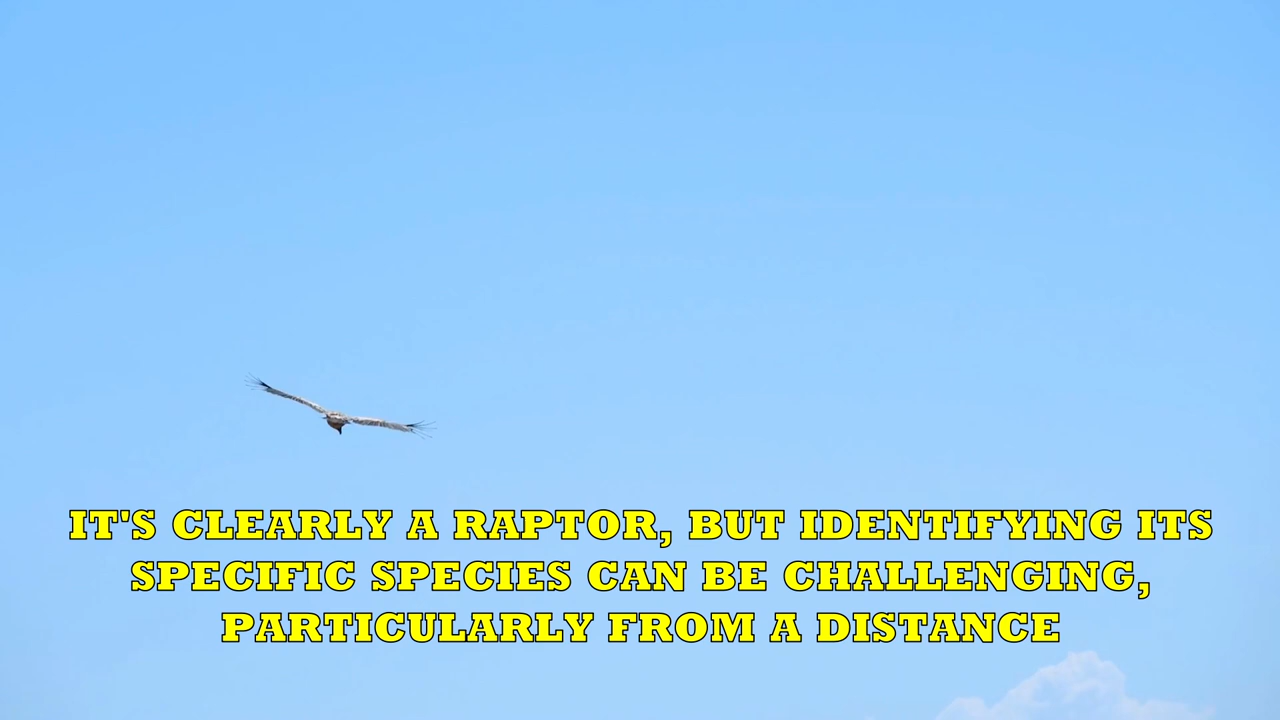 IT'S CLEARLY A RAPTOR, BUT IDENTIFYING ITS
SPECIFIC SPECIES CAN BE CHALLENGING,
PARTICULARLY FROM A DISTANCE